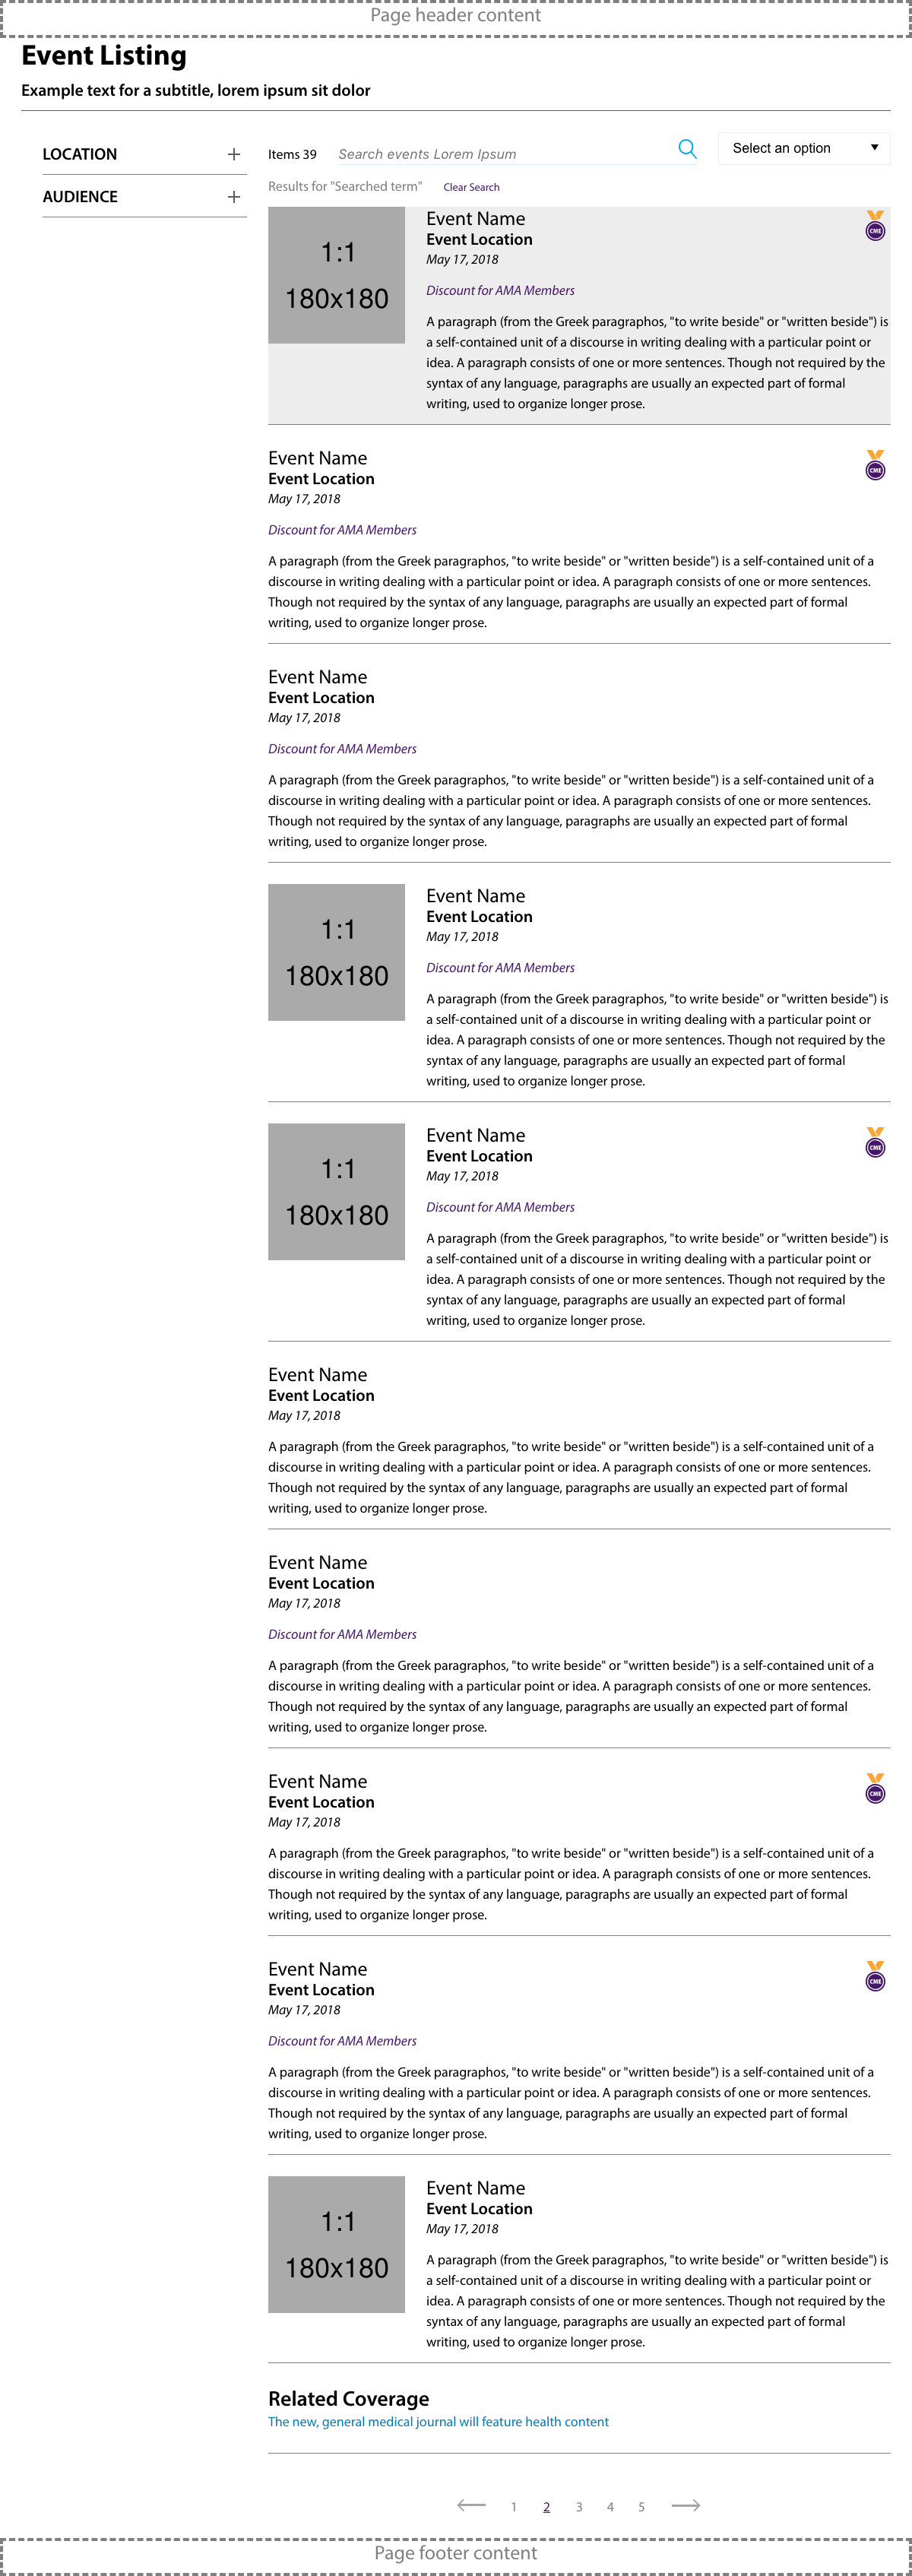 Page header content
Event Listing
Example text for a subtitle, lorem ipsum sit dolor
LOCATION
AUDIENCE
Items 39
Search events Lorem Ipsum
Select an option
Results for "Searched term"
Clear Search
1:1
180x180
Event Name
Event Location
May 17, 2018
CME
Discount for AMA Members
A paragraph (from the Greek paragraphos, "to write beside" or "written beside") is
a self-contained unit of a discourse in writing dealing with a particular point or
idea. A paragraph consists of one or more sentences. Though not required by the
syntax of any language, paragraphs are usually an expected part of formal
writing, used to organize longer prose.
Event Name
Event Location
May 17, 2018
CME
Discount for AMA Members
A paragraph (from the Greek paragraphos, "to write beside" or "written beside") is a self-contained unit of a
discourse in writing dealing with a particular point or idea. A paragraph consists of one or more sentences.
Though not required by the syntax of any language, paragraphs are usually an expected part of formal
writing, used to organize longer prose.
Event Name
Event Location
May 17, 2018
Discount for AMA Members
A paragraph (from the Greek paragraphos, "to write beside" or "written beside") is a self-contained unit of a
discourse in writing dealing with a particular point or idea. A paragraph consists of one or more sentences.
Though not required by the syntax of any language, paragraphs are usually an expected part of formal
writing, used to organize longer prose.
1:1
180x180
Event Name
Event Location
May 17, 2018
Discount for AMA Members
A paragraph (from the Greek paragraphos, "to write beside" or "written beside") is
a self-contained unit of a discourse in writing dealing with a particular point or
idea. A paragraph consists of one or more sentences. Though not required by the
syntax of any language, paragraphs are usually an expected part of formal
writing, used to organize longer prose.
1:1
180x180
Event Name
Event Location
May 17, 2018
CME
Discount for AMA Members
A paragraph (from the Greek paragraphos, "to write beside" or "written beside") is
a self-contained unit of a discourse in writing dealing with a particular point or
idea. A paragraph consists of one or more sentences. Though not required by the
syntax of any language, paragraphs are usually an expected part of formal
writing, used to organize longer prose.
Event Name
Event Location
May 17, 2018
A paragraph (from the Greek paragraphos, "to write beside" or "written beside") is a self-contained unit of a
discourse in writing dealing with a particular point or idea. A paragraph consists of one or more sentences.
Though not required by the syntax of any language, paragraphs are usually an expected part of formal
writing, used to organize longer prose.
Event Name
Event Location
May 17, 2018
Discount for AMA Members
A paragraph (from the Greek paragraphos, "to write beside" or "written beside") is a self-contained unit of a
discourse in writing dealing with a particular point or idea. A paragraph consists of one or more sentences.
Though not required by the syntax of any language, paragraphs are usually an expected part of formal
writing, used to organize longer prose.
Event Name
Event Location
May 17, 2018
CME
A paragraph (from the Greek paragraphos, "to write beside" or "written beside") is a self-contained unit of a
discourse in writing dealing with a particular point or idea. A paragraph consists of one or more sentences.
Though not required by the syntax of any language, paragraphs are usually an expected part of formal
writing, used to organize longer prose.
Event Name
Event Location
May 17, 2018
CME
Discount for AMA Members
A paragraph (from the Greek paragraphos, "to write beside" or "written beside") is a self-contained unit of a
discourse in writing dealing with a particular point or idea. A paragraph consists of one or more sentences.
Though not required by the syntax of any language, paragraphs are usually an expected part of formal
writing, used to organize longer prose.
1:1
180x180
Event Name
Event Location
May 17, 2018
A paragraph (from the Greek paragraphos, "to write beside" or "written beside") is
a self-contained unit of a discourse in writing dealing with a particular point or
idea. A paragraph consists of one or more sentences. Though not required by the
syntax of any language, paragraphs are usually an expected part of formal
writing, used to organize longer prose.
Related Coverage
The new, general medical journal will feature health content
1 2 3 4 5
Page footer content